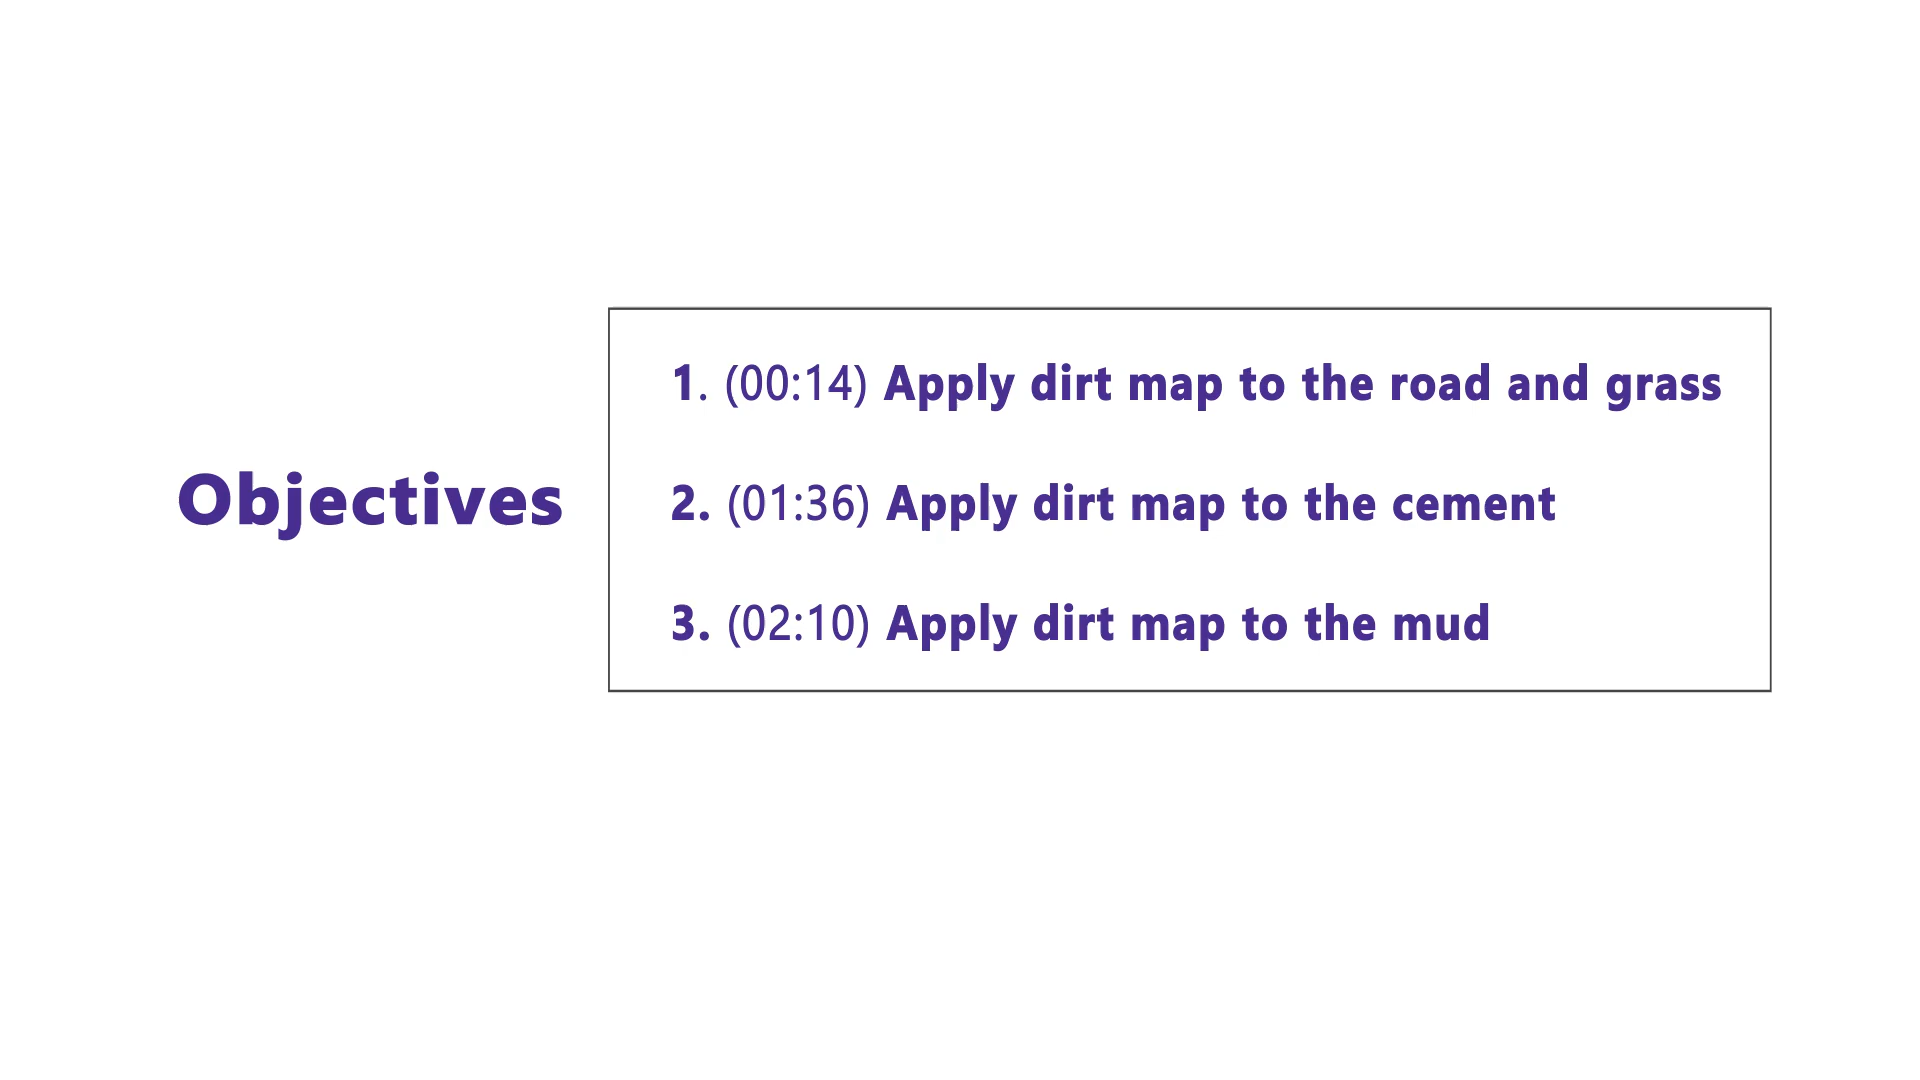 Objectives
1. (00:14) Apply dirt map to the road and grass
2. (01:36) Apply dirt map to the cement
3. (02:10) Apply dirt map to the mud